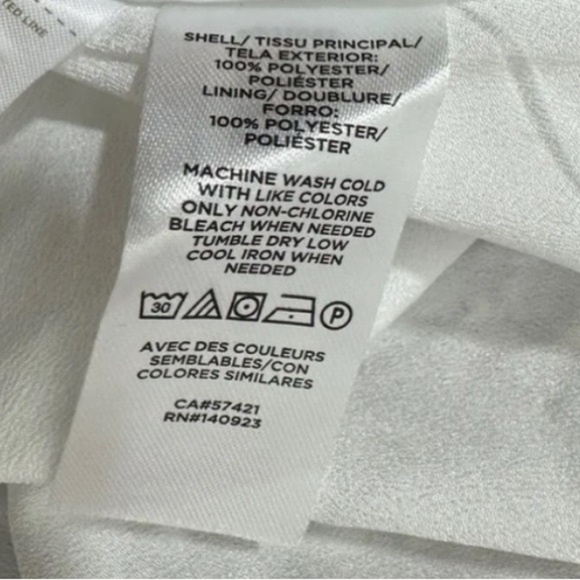 TED LINE
SHELL/ TISSU PRINCIPAL/
TELA EXTERIOR:
100% POLYESTER/
POLIÉSTER
LINING/ DOUBLURE/
FORRO:
100% POLYESTER/
POLIÉSTER
MACHINE WASH COLD
WITH LIKE COLORS
ONLY NON-CHLORINE
BLEACH WHEN NEEDED
TUMBLE DRY LOW
COOL IRON WHEN
NEEDED
30 P
AVEC DES COULEURS
SEMBLABLES/CON
COLORES SIMILARES
CA#57421
RN#140923